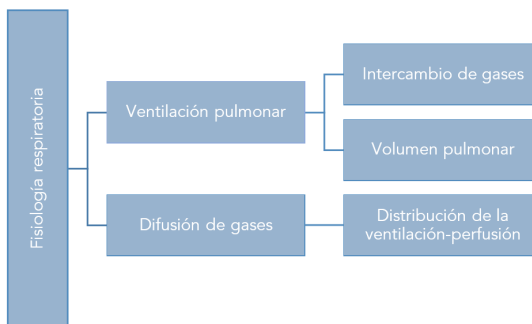 Fisiología respiratoria
Ventilación pulmonar
Intercambio de gases
Volumen pulmonar
Difusión de gases
Distribución de la
ventilación-perfusión